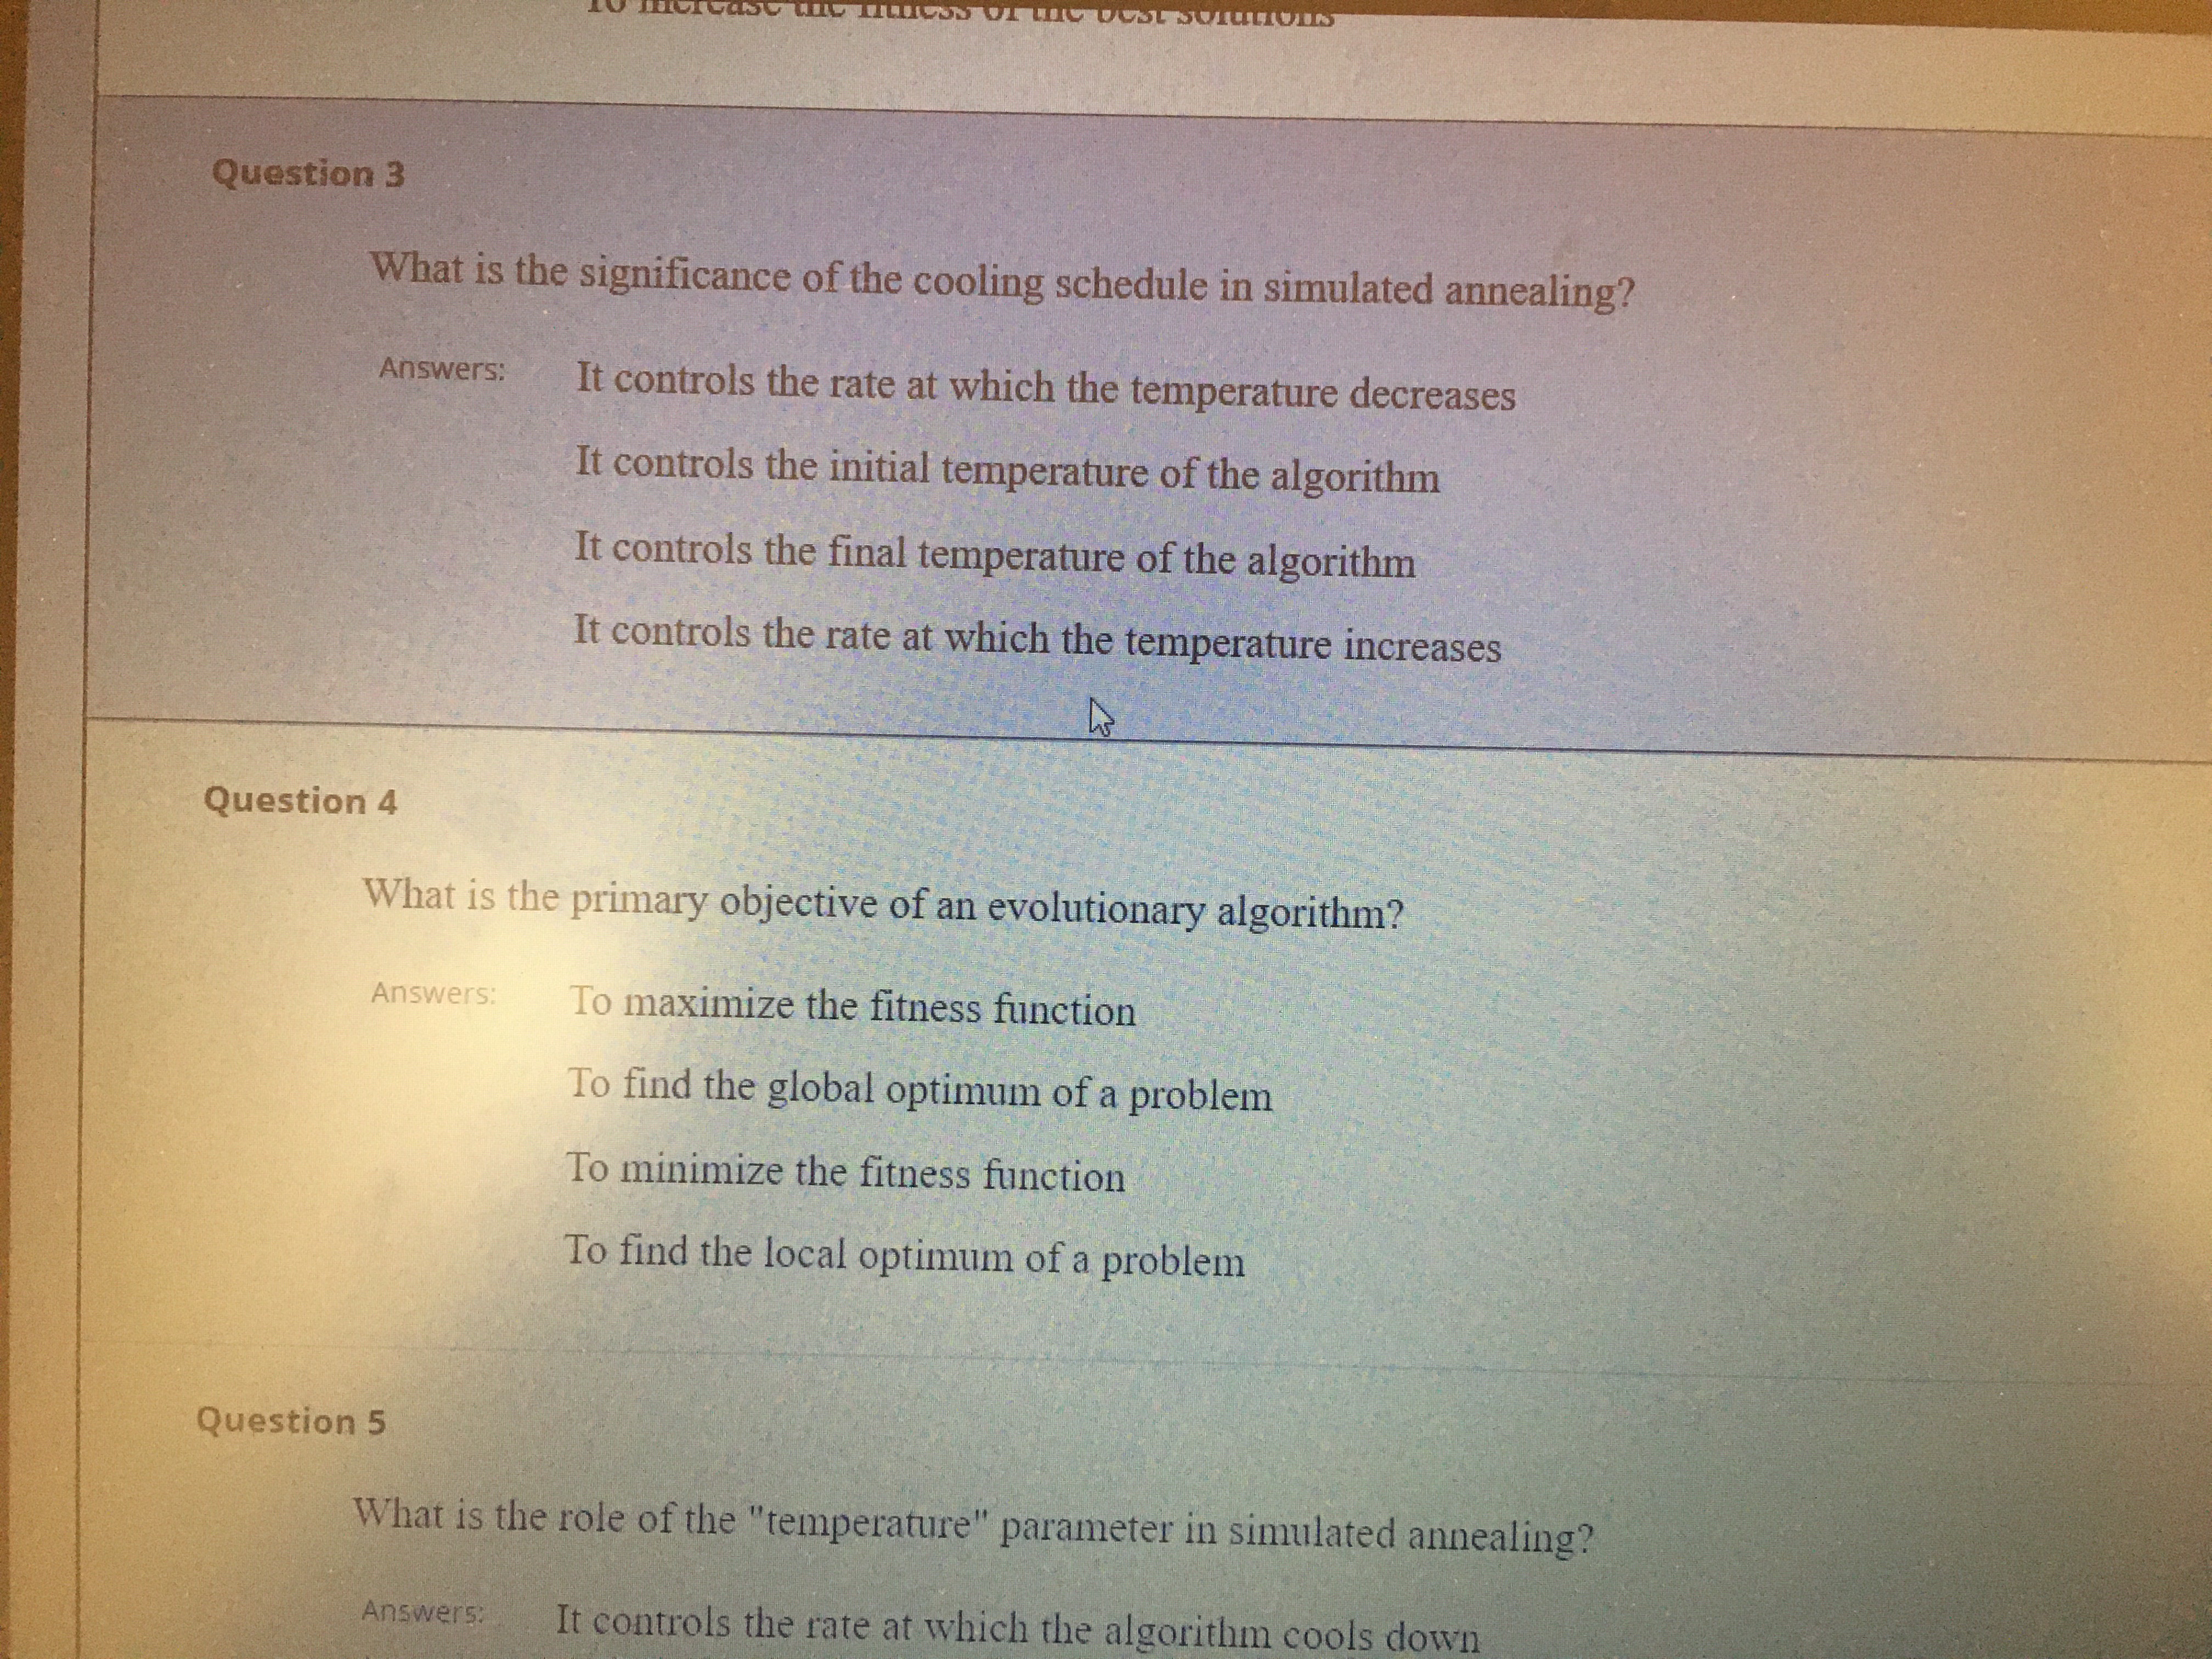 To increase the fitness of the best solutions
Question 3
What is the significance of the cooling schedule in simulated annealing?
Answers: It controls the rate at which the temperature decreases
It controls the initial temperature of the algorithm
It controls the final temperature of the algorithm
It controls the rate at which the temperature increases
Question 4
What is the primary objective of an evolutionary algorithm?
Answers: To maximize the fitness function
To find the global optimum of a problem
To minimize the fitness function
To find the local optimum of a problem
Question 5
What is the role of the "temperature" parameter in simulated annealing?
Answers: It controls the rate at which the algorithm cools down